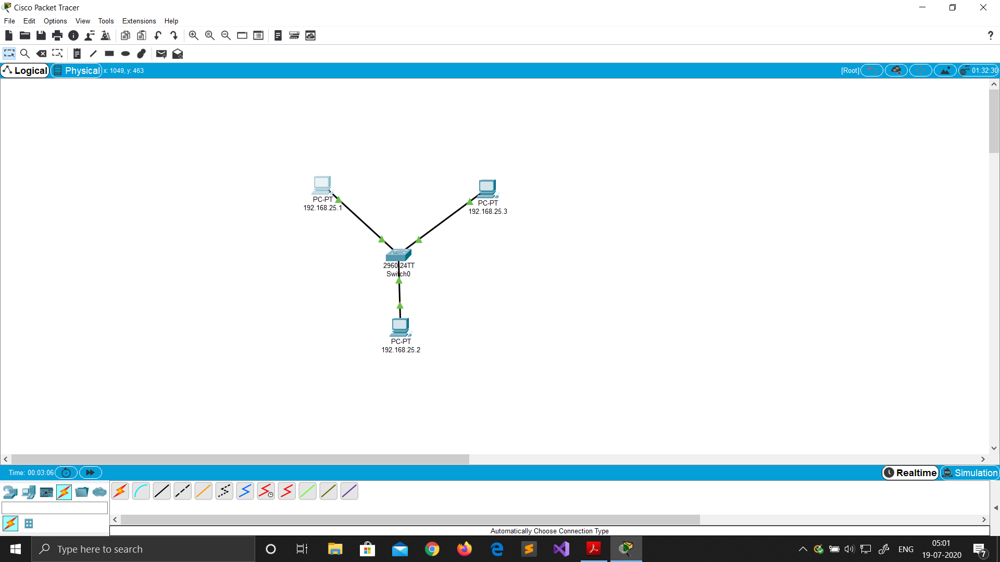 Cisco Packet Tracer
File Edit Options View Tools Extensions Help
?
Logical Physical x: 1049, y: 463 [Root] 01:32:30
PC-PT
192.168.25.1
PC-PT
192.168.25.3
2960-24TT
Switch0
PC-PT
192.168.25.2
Time: 00:03:06 Realtime Simulation
Automatically Choose Connection Type
Type here to search
ENG
05:01
19-07-2020
7